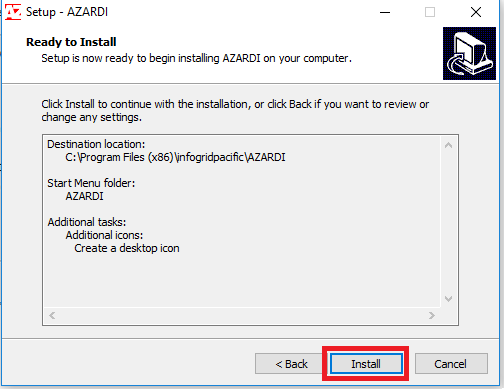 Setup - AZARDI
Ready to Install
Setup is now ready to begin installing AZARDI on your computer.
Click Install to continue with the installation, or click Back if you want to review or
change any settings.
Destination location:
C:\Program Files (x86)\infogridpacific\AZARDI
Start Menu folder:
AZARDI
Additional tasks:
Additional icons:
Create a desktop icon
< Back
Install
Cancel